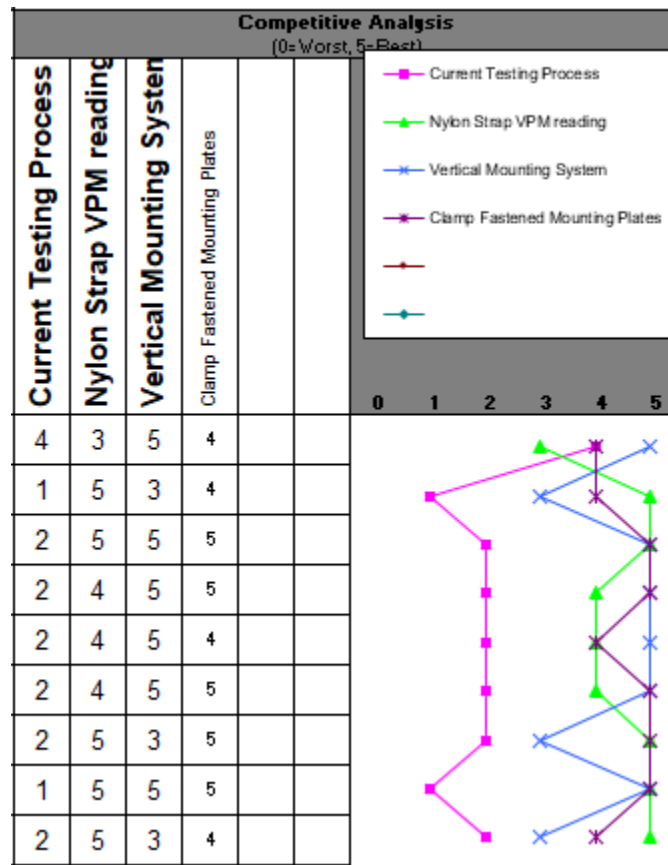 Competitive Analysis
(0=Worst, 5=Best)
Current Testing Process
Nylon Strap VPM reading
Vertical Mounting System
Clamp Fastened Mounting Plates
Current Testing Process
Nylon Strap VPM reading
Vertical Mounting System
Clamp Fastened Mounting Plates
0 1 2 3 4 5
4 3 5 4
1 5 3 4
2 5 5 5
2 4 5 5
2 4 5 4
2 4 5 5
2 5 3 5
1 5 5 5
2 5 3 4